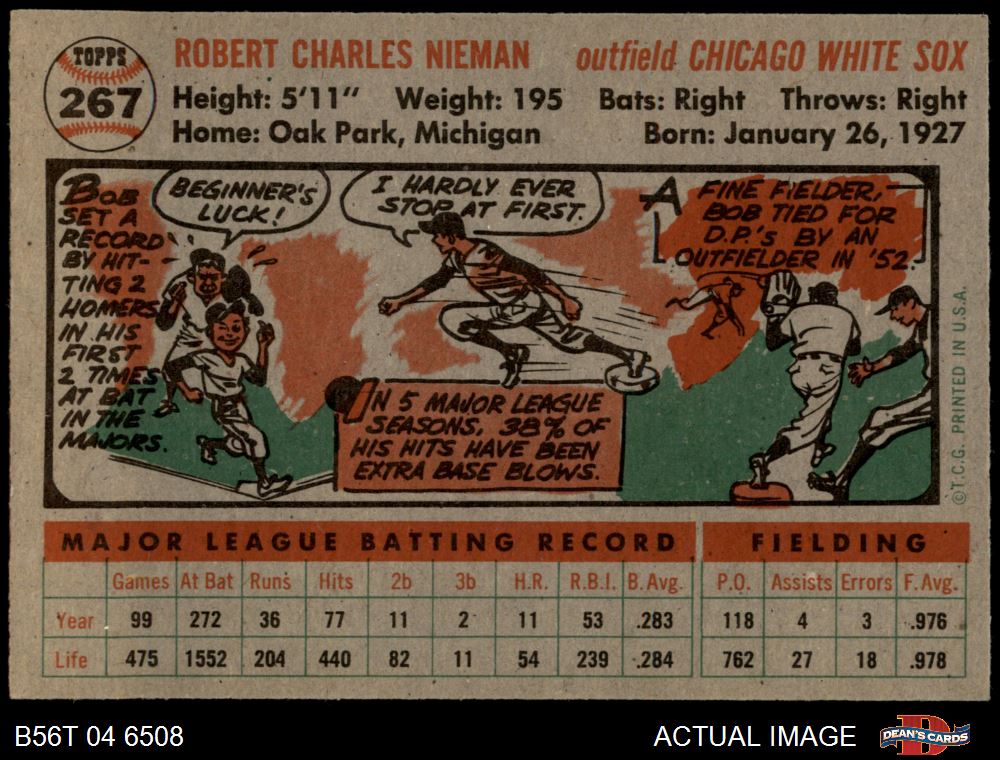 TOPPS
267
ROBERT CHARLES NIEMAN outfield CHICAGO WHITE SOX
Height: 5'11" Weight: 195 Bats: Right Throws: Right
Home: Oak Park, Michigan Born: January 26, 1927
BOB
SET A
RECORD
BY HIT-
TING 2
HOMERS
IN HIS
FIRST
2 TIMES
AT BAT
IN THE
MAJORS.
BEGINNER'S
LUCK!
I HARDLY EVER
STOP AT FIRST.
IN 5 MAJOR LEAGUE
SEASONS, 38% OF
HIS HITS HAVE BEEN
EXTRA BASE BLOWS.
A FINE FIELDER,
BOB TIED FOR
D.P.'S BY AN
OUTFIELDER IN '52.
©T.C.G. PRINTED IN U.S.A.
MAJOR LEAGUE BATTING RECORD FIELDING
Games At Bat Runs Hits 2b 3b H.R. R.B.I. B.Avg. P.O. Assists Errors F.Avg.
Year 99 272 36 77 11 2 11 53 .283 118 4 3 .976
Life 475 1552 204 440 82 11 54 239 .284 762 27 18 .978
B56T 04 6508 ACTUAL IMAGE DEAN'S CARDS